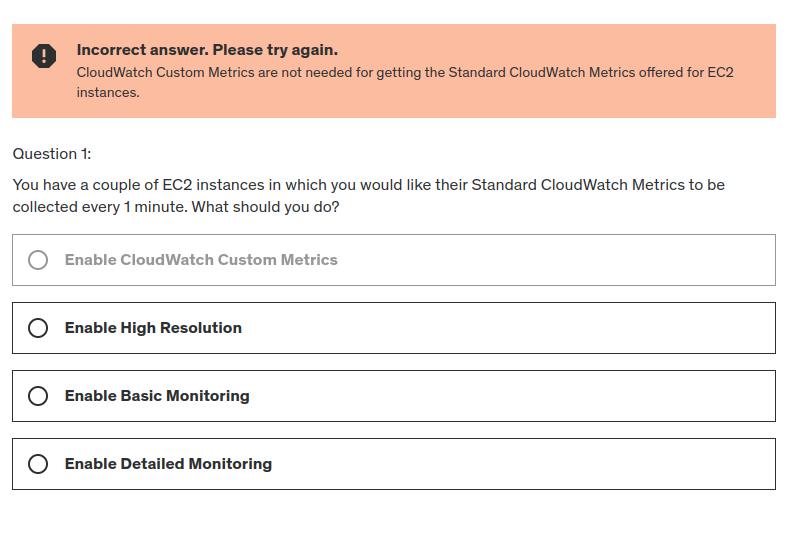 Incorrect answer. Please try again.
CloudWatch Custom Metrics are not needed for getting the Standard CloudWatch Metrics offered for EC2
instances.
Question 1:
You have a couple of EC2 instances in which you would like their Standard CloudWatch Metrics to be
collected every 1 minute. What should you do?
Enable CloudWatch Custom Metrics
Enable High Resolution
Enable Basic Monitoring
Enable Detailed Monitoring